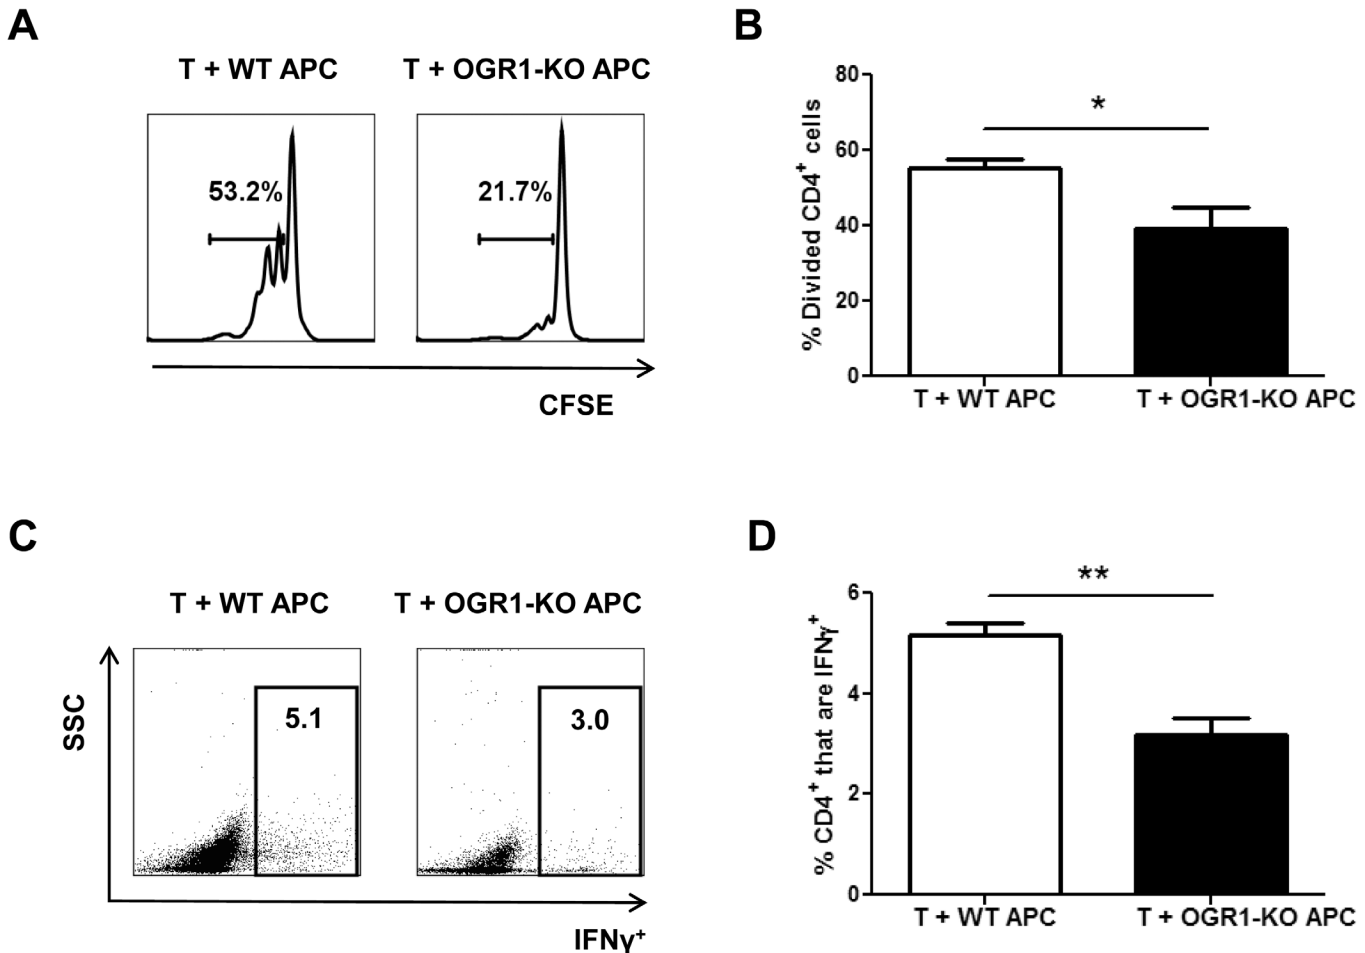 A
T + WT APC
T + OGR1-KO APC
53.2%
21.7%
CFSE
B
% Divided CD4⁺ cells
80
60
40
20
0
*
T + WT APC
T + OGR1-KO APC
C
T + WT APC
T + OGR1-KO APC
SSC
5.1
3.0
IFNγ⁺
D
% CD4⁺ that are IFNγ⁺
6
4
2
0
**
T + WT APC
T + OGR1-KO APC